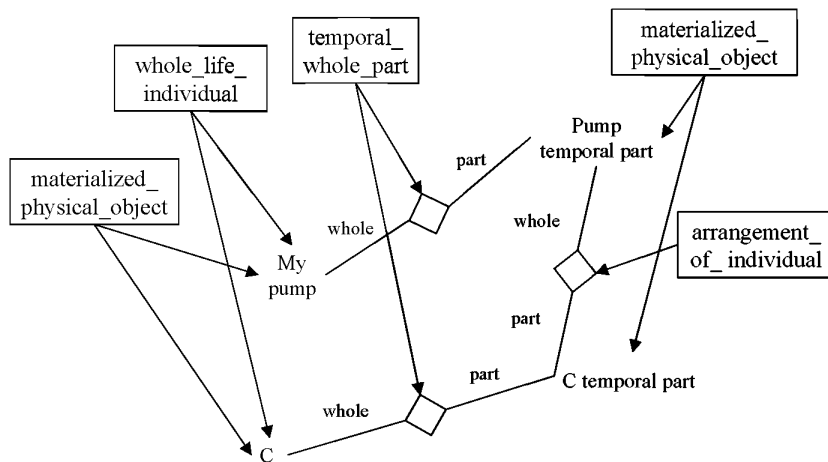 temporal_
whole_part
materialized_
physical_object
whole_life_
individual
Pump
temporal part
part
materialized_
physical_object
whole
whole
arrangement_
of_ individual
My
pump
part
part
C temporal part
whole
C